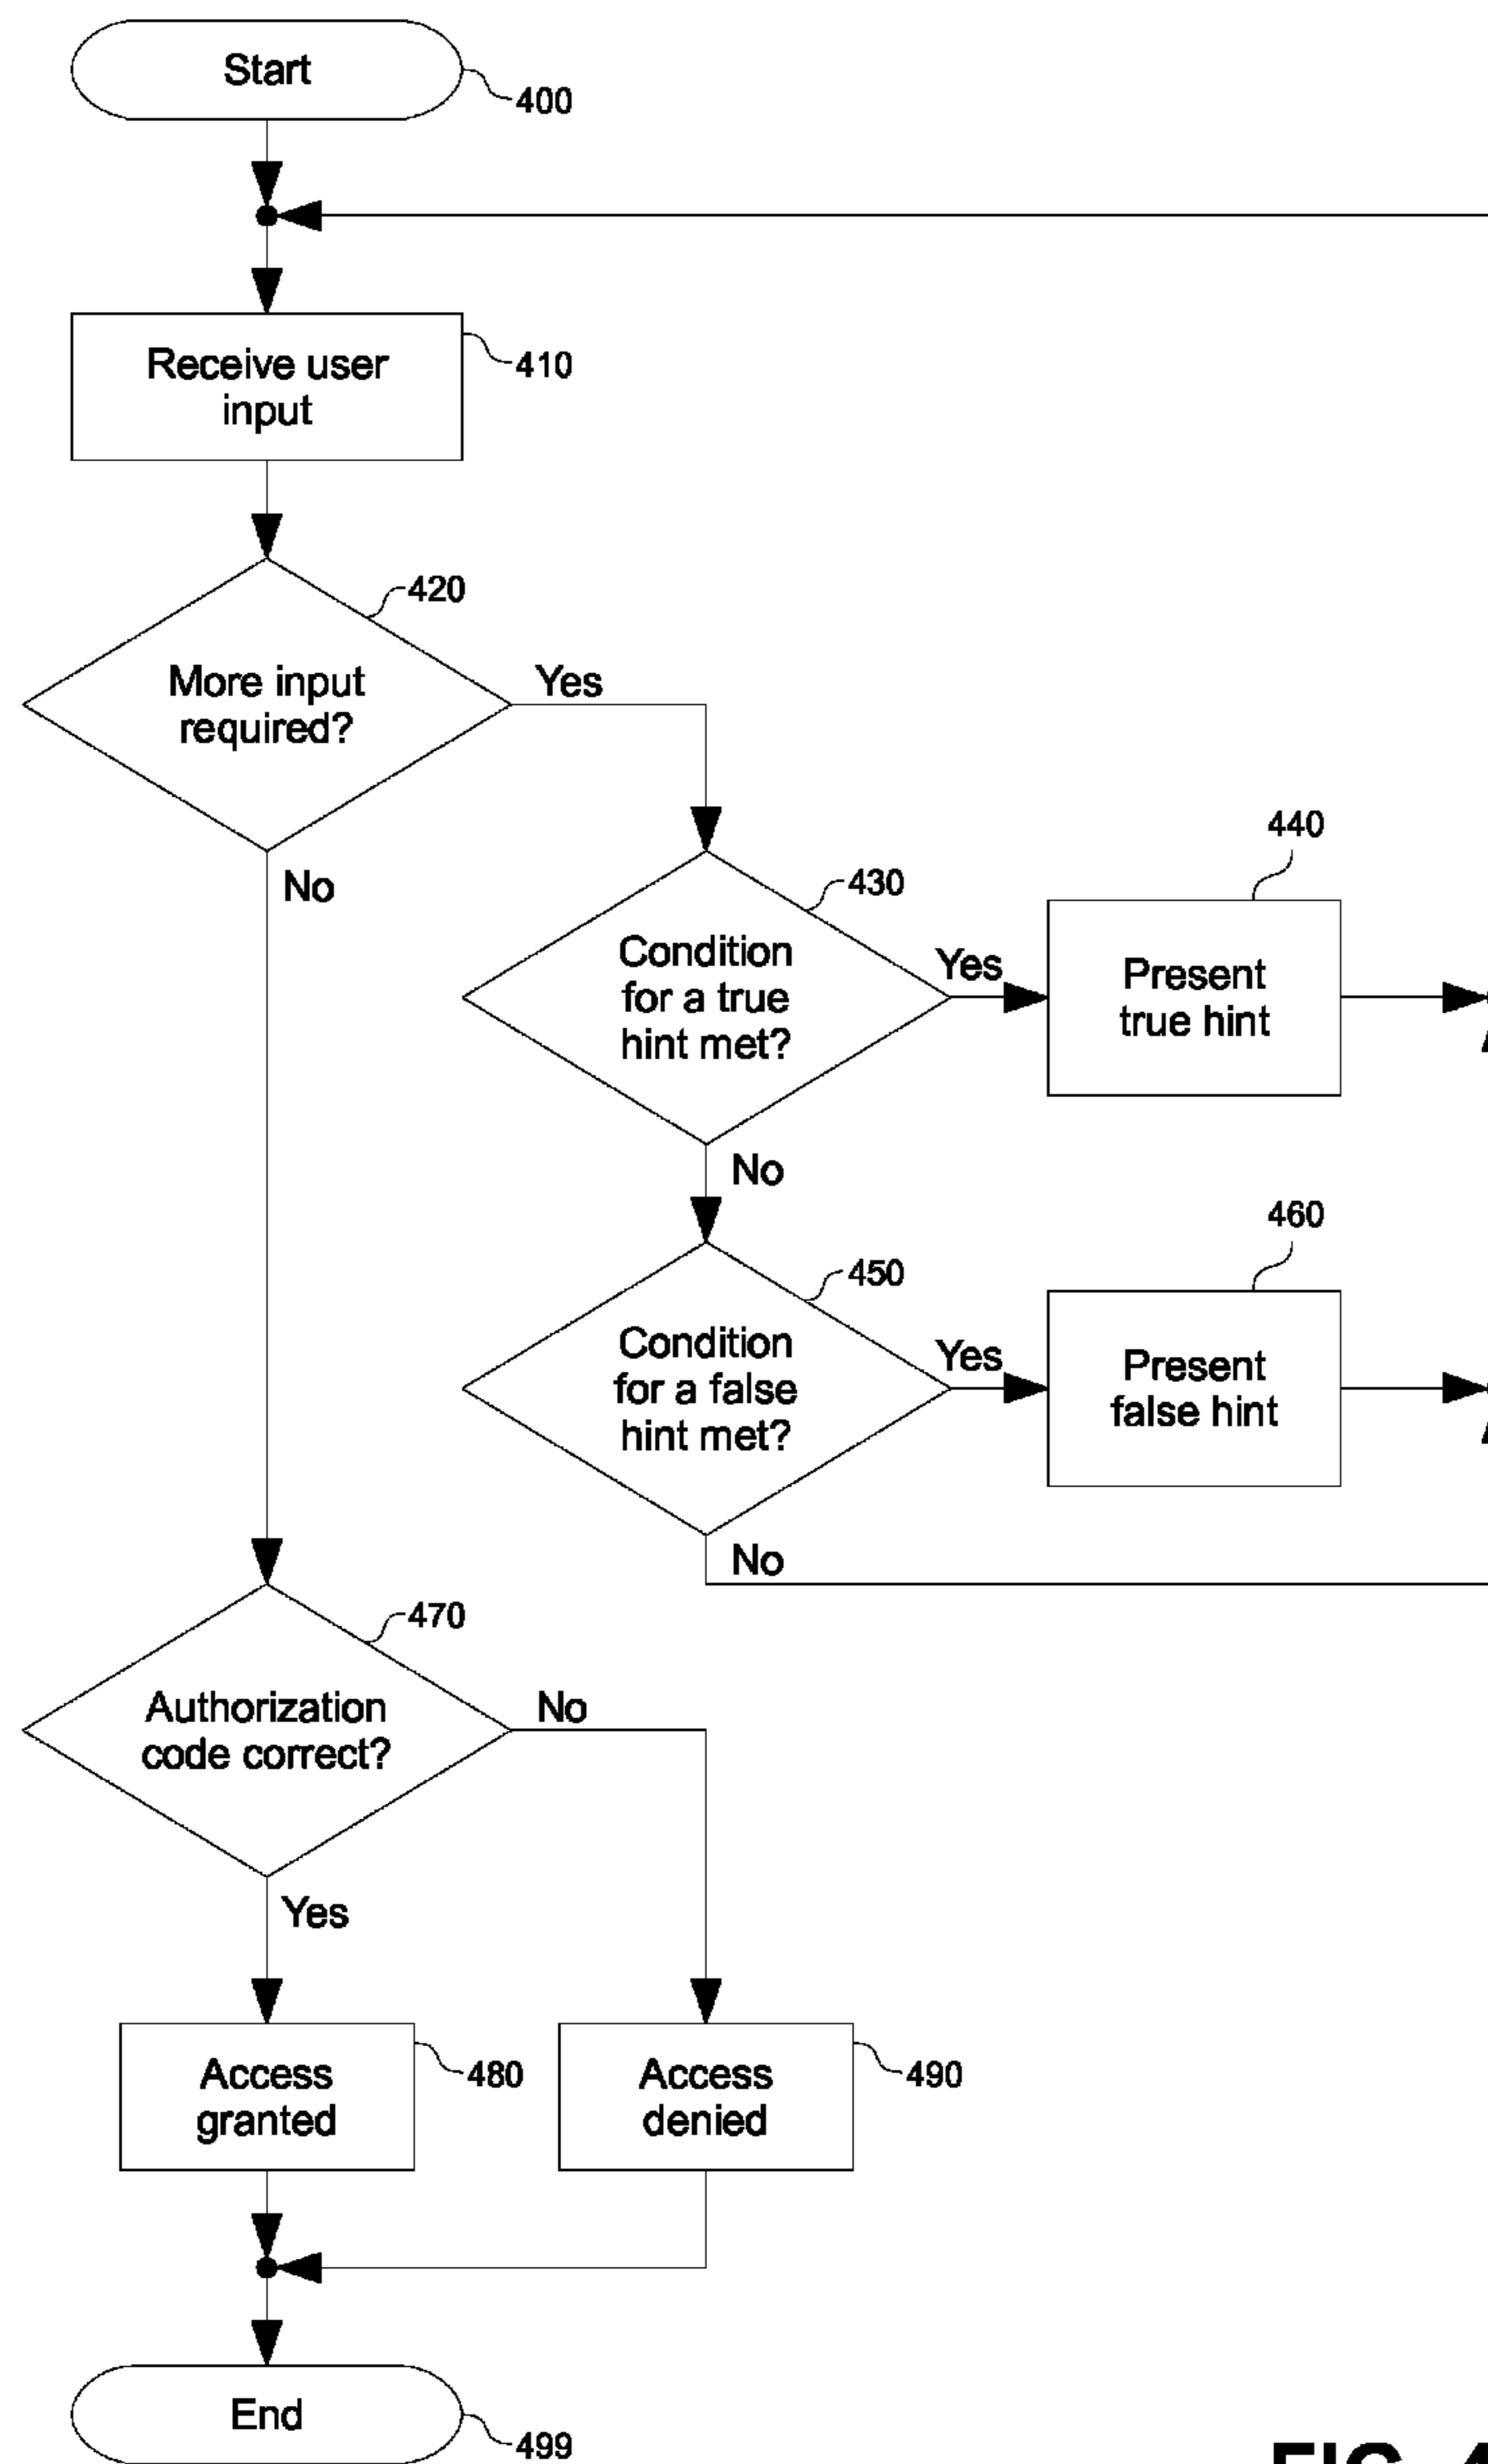 Start
400
Receive user
input
410
420
More input
required?
Yes
No
430
Condition
for a true
hint met?
Yes
440
Present
true hint
No
450
Condition
for a false
hint met?
Yes
460
Present
false hint
No
470
Authorization
code correct?
No
Yes
Access
granted
480
Access
denied
490
End
499
FIG. 4